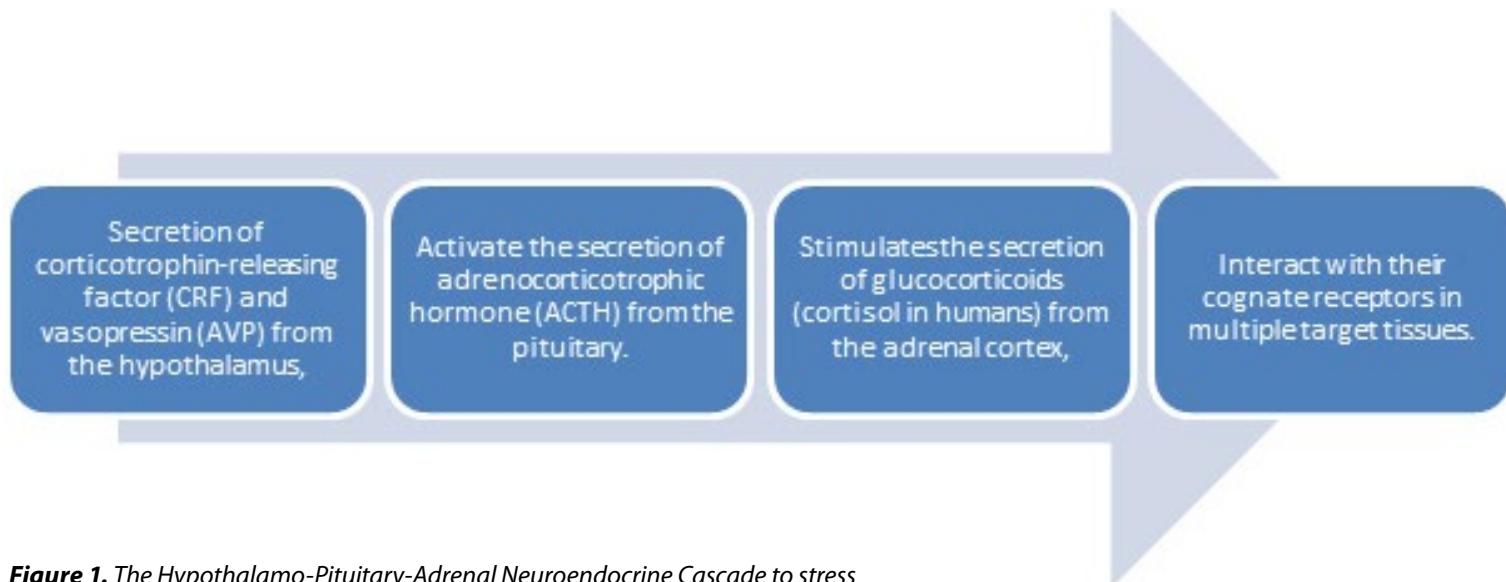 Secretion of
corticotrophin-releasing
factor (CRF) and
vasopressin (AVP) from
the hypothalamus,
Activate the secretion of
adrenocorticotrophic
hormone (ACTH) from the
pituitary.
Stimulatesthe secretion
of glucocorticoids
(cortisol in humans) from
the adrenal cortex,
Interact with their
cognate receptors in
multiple target tissues.
Figure 1. The Hypothalamo-Pituitary-Adrenal Neuroendocrine Cascade to stress